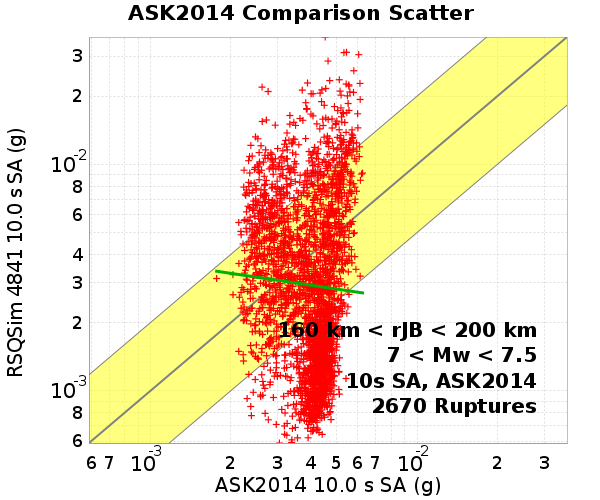 ASK2014 Comparison Scatter
RSQSim 4841 10.0 s SA (g)
3
2
10-2
8
6
4
3
2
10-3
8
6
160 km < rJB < 200 km
7 < Mw < 7.5
10s SA, ASK2014
2670 Ruptures
6 7 10-3 2 3 4 5 6 7 10-2 2 3
ASK2014 10.0 s SA (g)